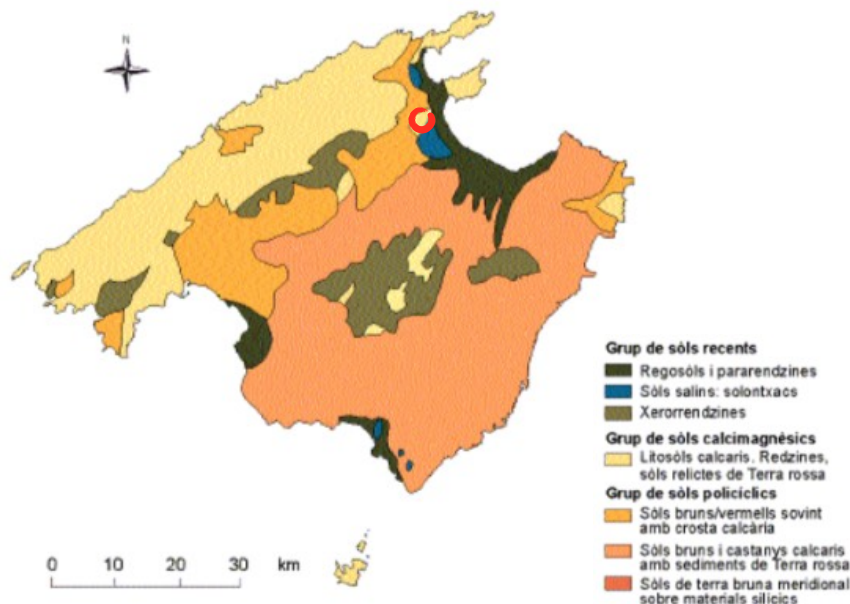 N
Grup de sòls recents
Regosòls i pararendzines
Sòls salins: solontxacs
Xerorrendzines
Grup de sòls calcimagnèsics
Litosòls calcaris. Redzines,
sòls relictes de Terra rossa
Grup de sòls policíclics
Sòls bruns/vermells sovint
amb crosta calcària
Sòls bruns i castanys calcaris
amb sediments de Terra rossa
Sòls de terra bruna meridional
sobre materials silícics
0 10 20 30 km